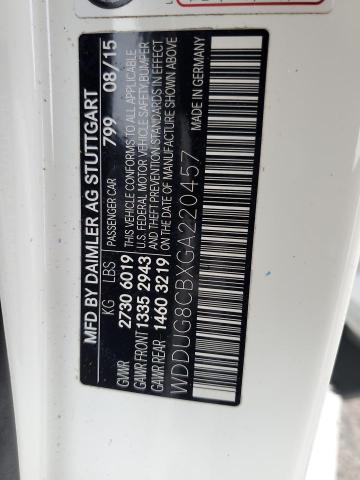 MFD BY DAIMLER AG STUTTGART
KG LBS PASSENGER CAR 799 08/15
GVWR 2730 6019 THIS VEHICLE CONFORMS TO ALL APPLICABLE
GAWR FRONT 1335 2943 U.S. FEDERAL MOTOR VEHICLE SAFETY, BUMPER
GAWR REAR 1460 3219 AND THEFT PREVENTION STANDARDS IN EFFECT
ON THE DATE OF MANUFACTURE SHOWN ABOVE
WDDUG8CBXGA220457 MADE IN GERMANY